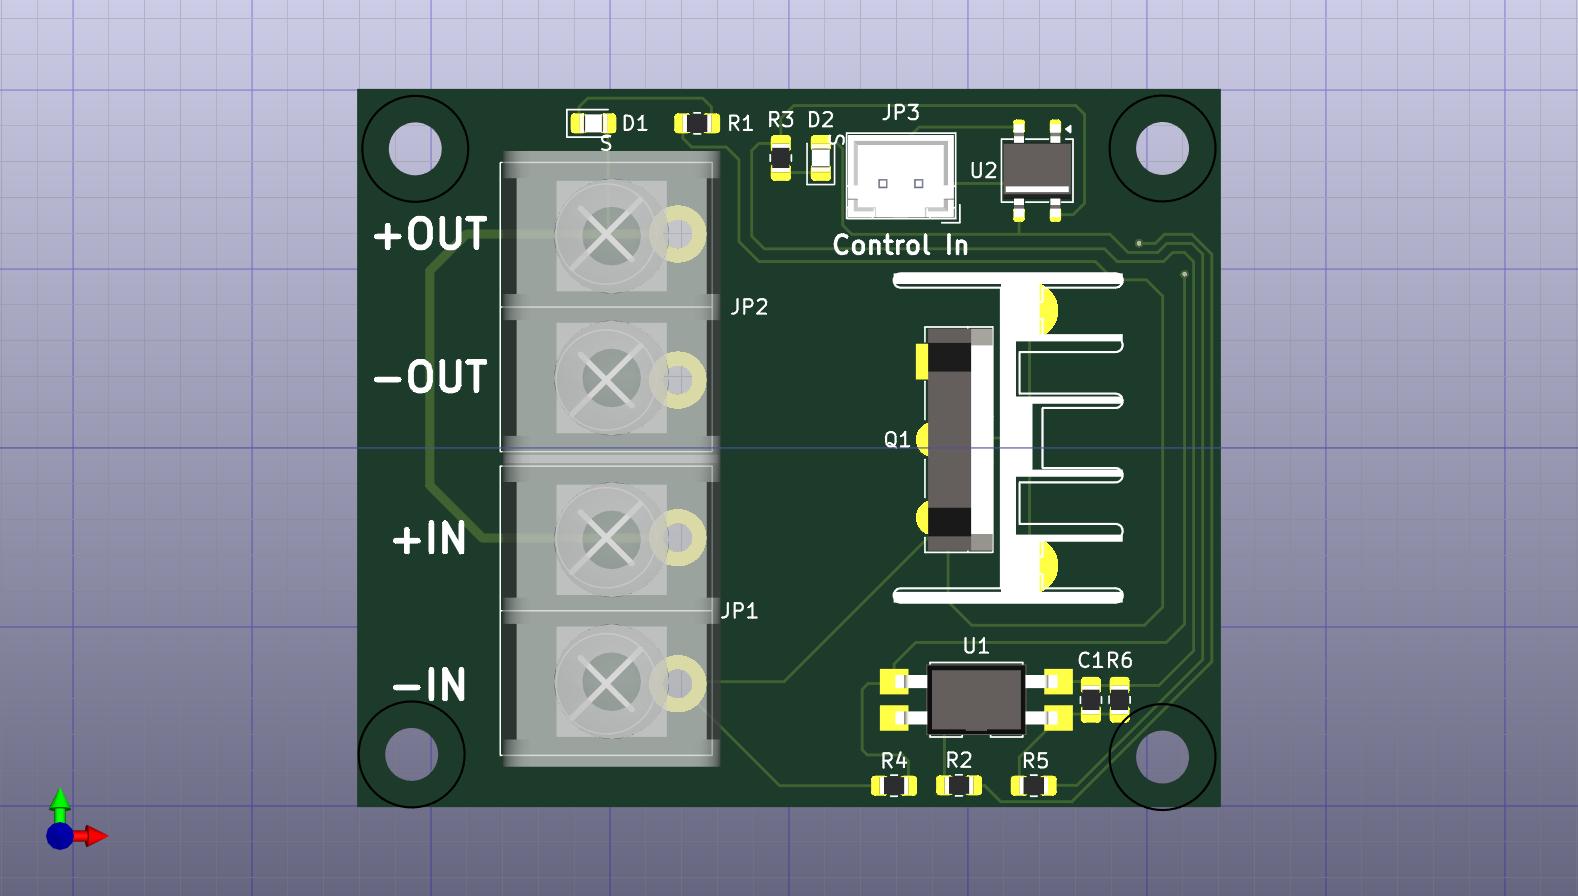 D1
S
R1
R3
D2
S
JP3
U2
+OUT
Control In
JP2
-OUT
Q1
+IN
JP1
-IN
U1
C1R6
R4
R2
R5